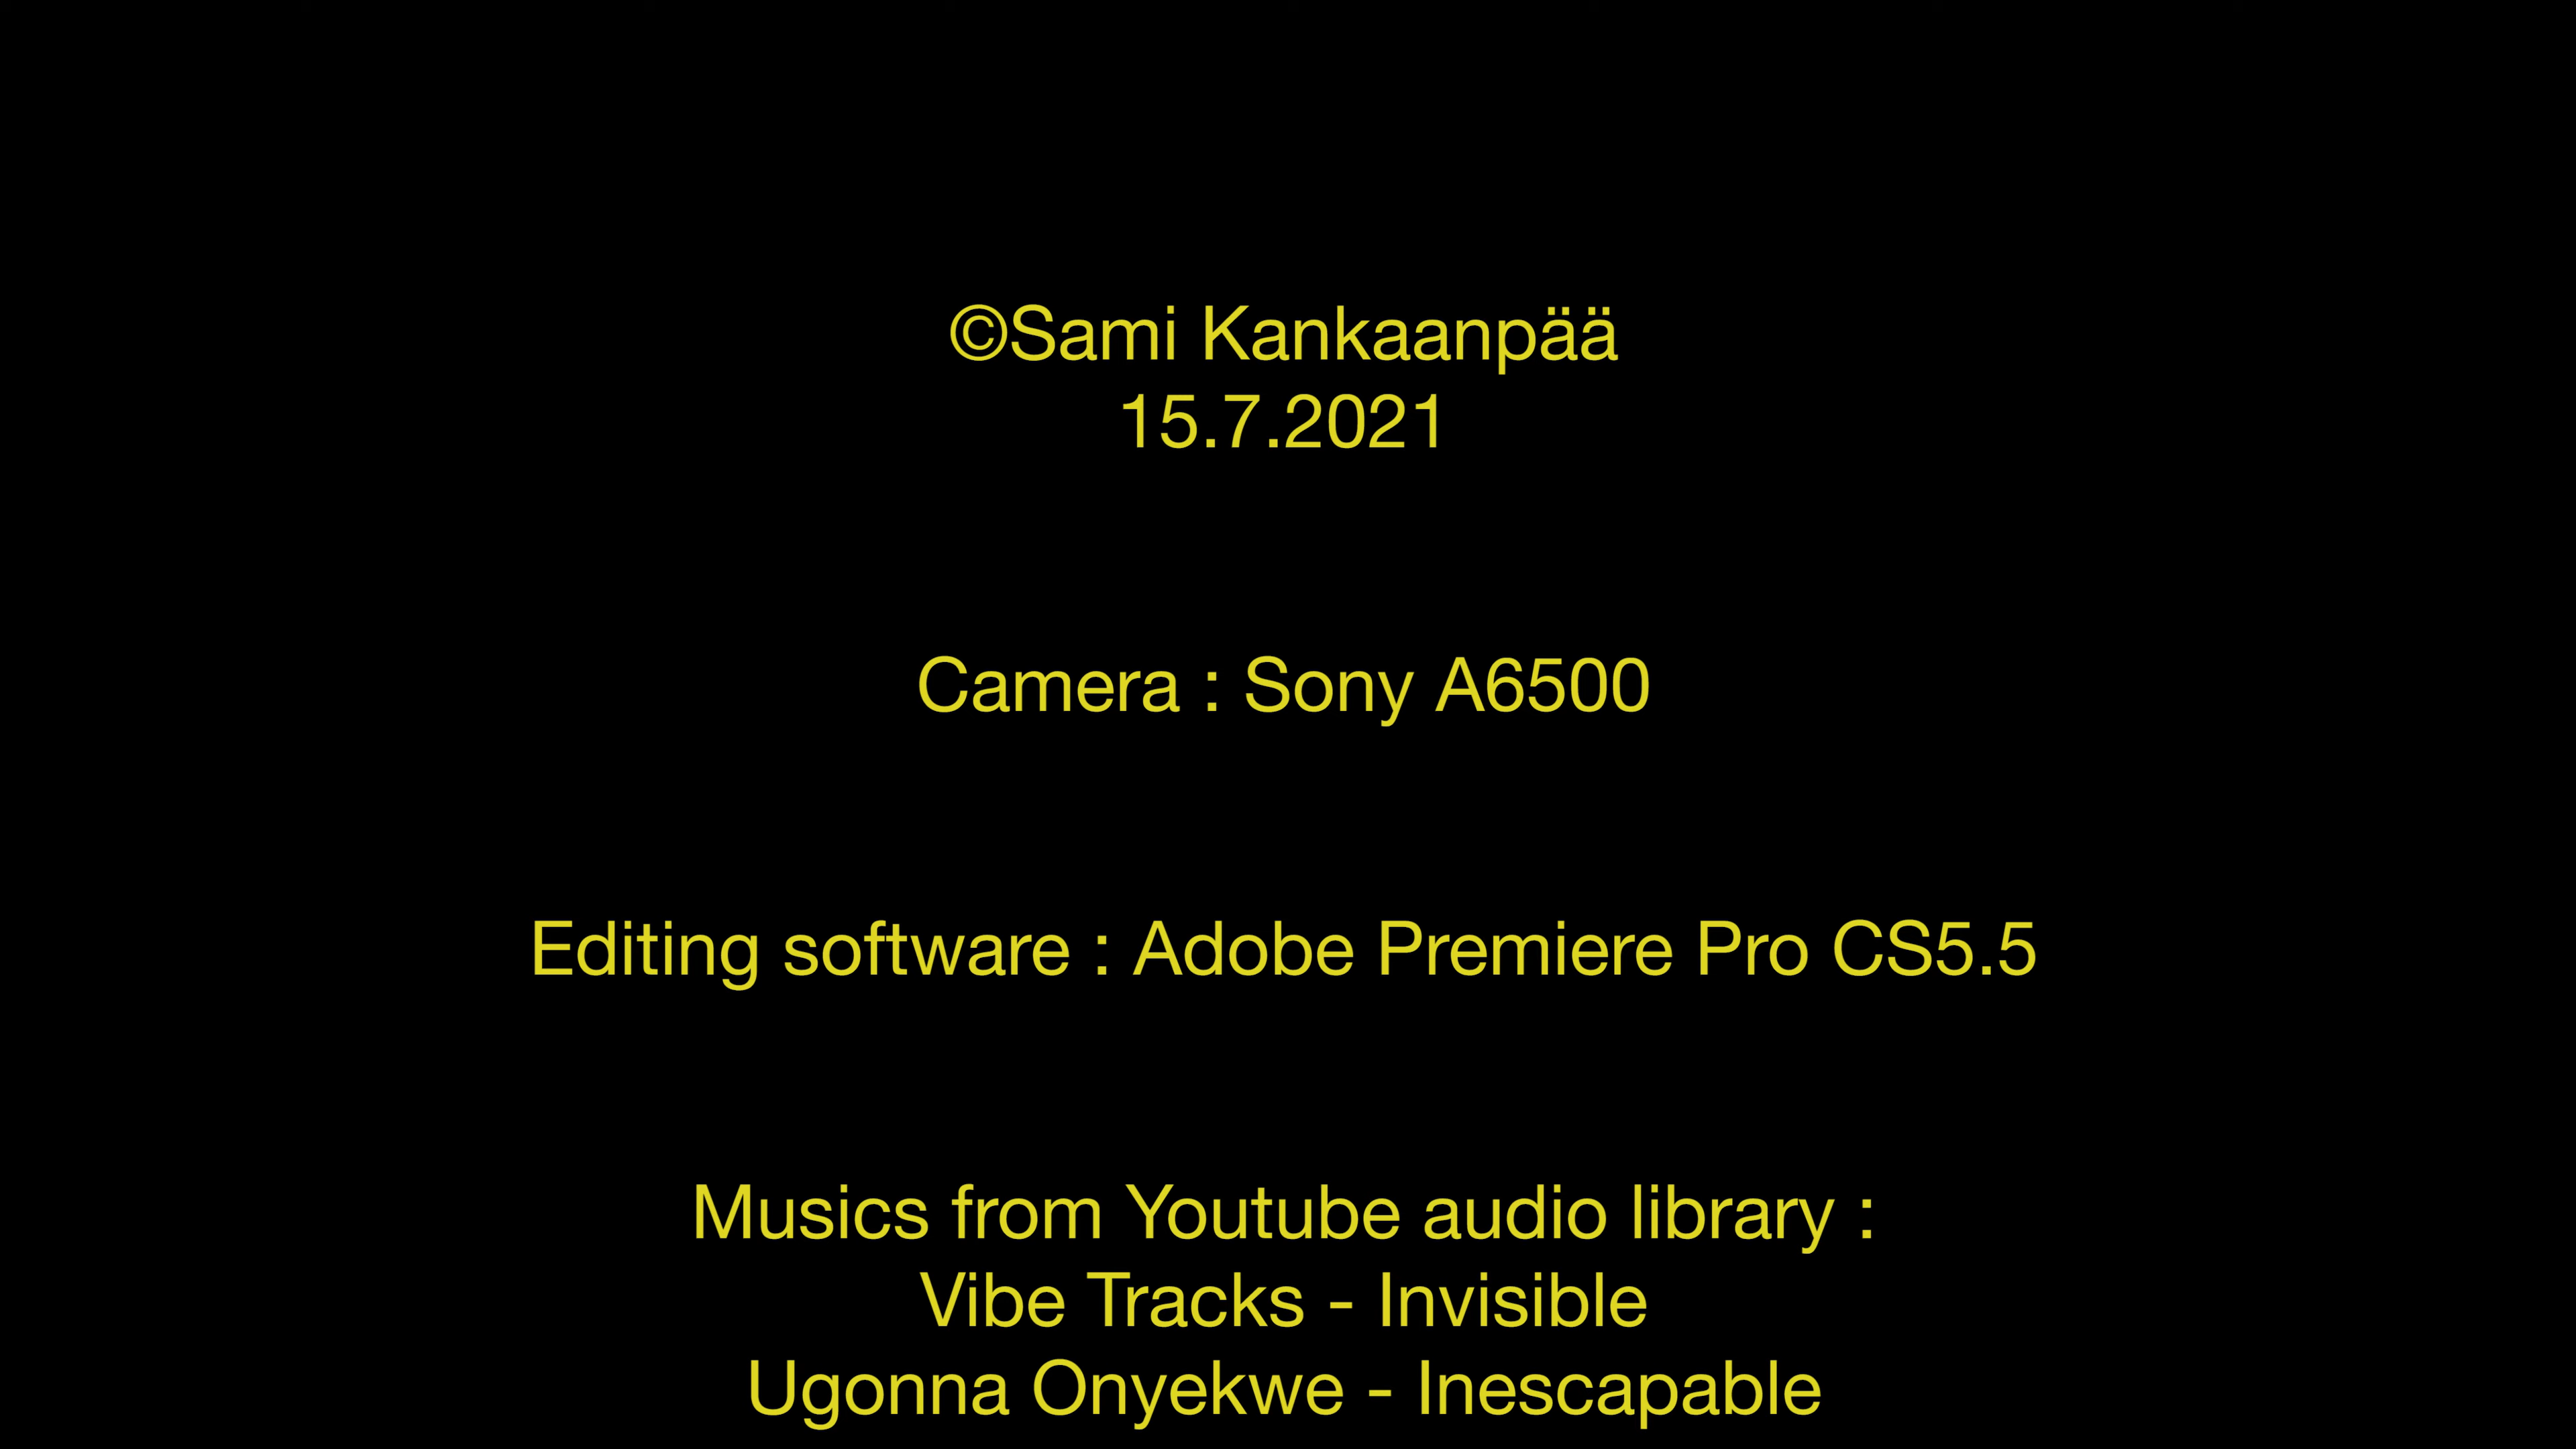 ©Sami Kankaanpää
15.7.2021
Camera : Sony A6500
Editing software : Adobe Premiere Pro CS5.5
Musics from Youtube audio library :
Vibe Tracks - Invisible
Ugonna Onyekwe - Inescapable